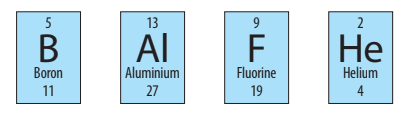 5 13 9 2
B Al F He
Boron Aluminium Fluorine Helium
11 27 19 4